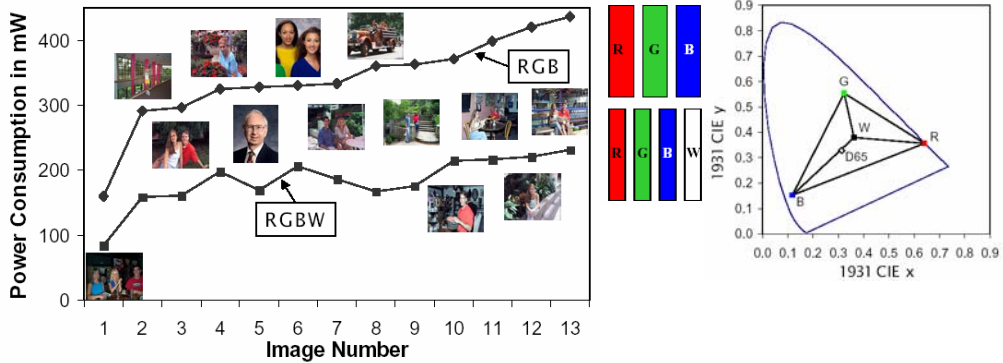 Power Consumption in mW
400
300
200
100
0
RGB
RGBW
1 2 3 4 5 6 7 8 9 10 11 12 13
Image Number
R G B
R G B W
1931 CIE y
0.9
0.8
0.7
0.6
0.5
0.4
0.3
0.2
0.1
0.0
G
W
R
D65
B
0.0 0.1 0.2 0.3 0.4 0.5 0.6 0.7 0.8 0.9
1931 CIE x